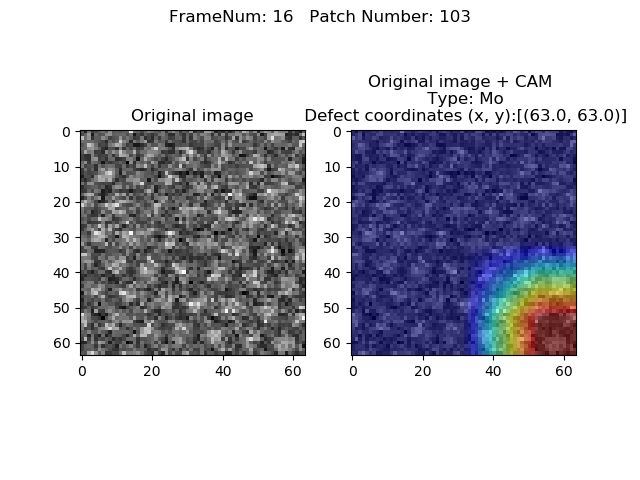 FrameNum: 16   Patch Number: 103
Original image
Original image + CAM
Type: Mo
Defect coordinates (x, y):[(63.0, 63.0)]
0
10
20
30
40
50
60
0 20 40 60
0
10
20
30
40
50
60
0 20 40 60